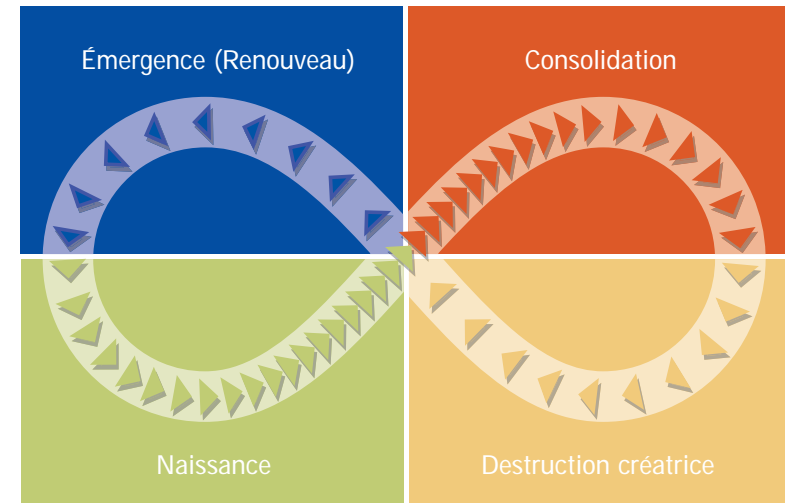 Émergence (Renouveau)
Consolidation
Naissance
Destruction créatrice